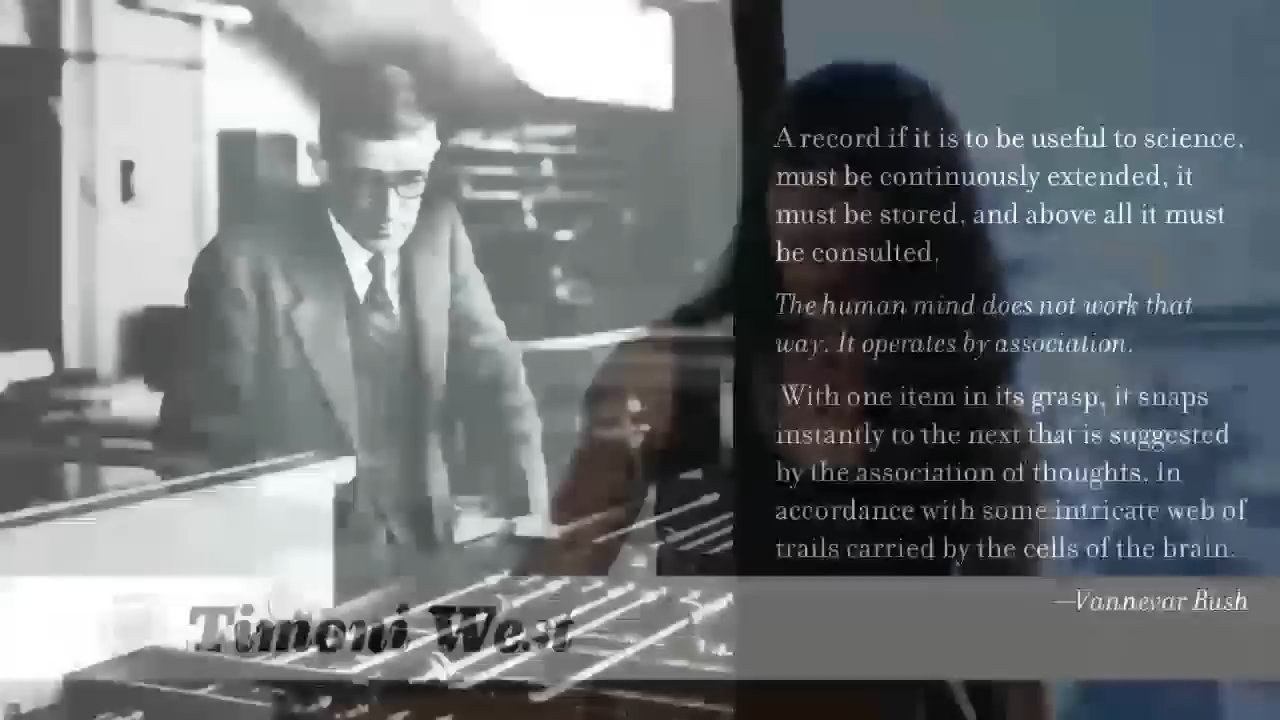 A record if it is to be useful to science,
must be continuously extended, it
must be stored, and above all it must
be consulted,
The human mind does not work that
way. It operates by association.
With one item in its grasp, it snaps
instantly to the next that is suggested
by the association of thoughts. In
accordance with some intricate web of
trails carried by the cells of the brain.
—Vannevar Bush
Timoni West